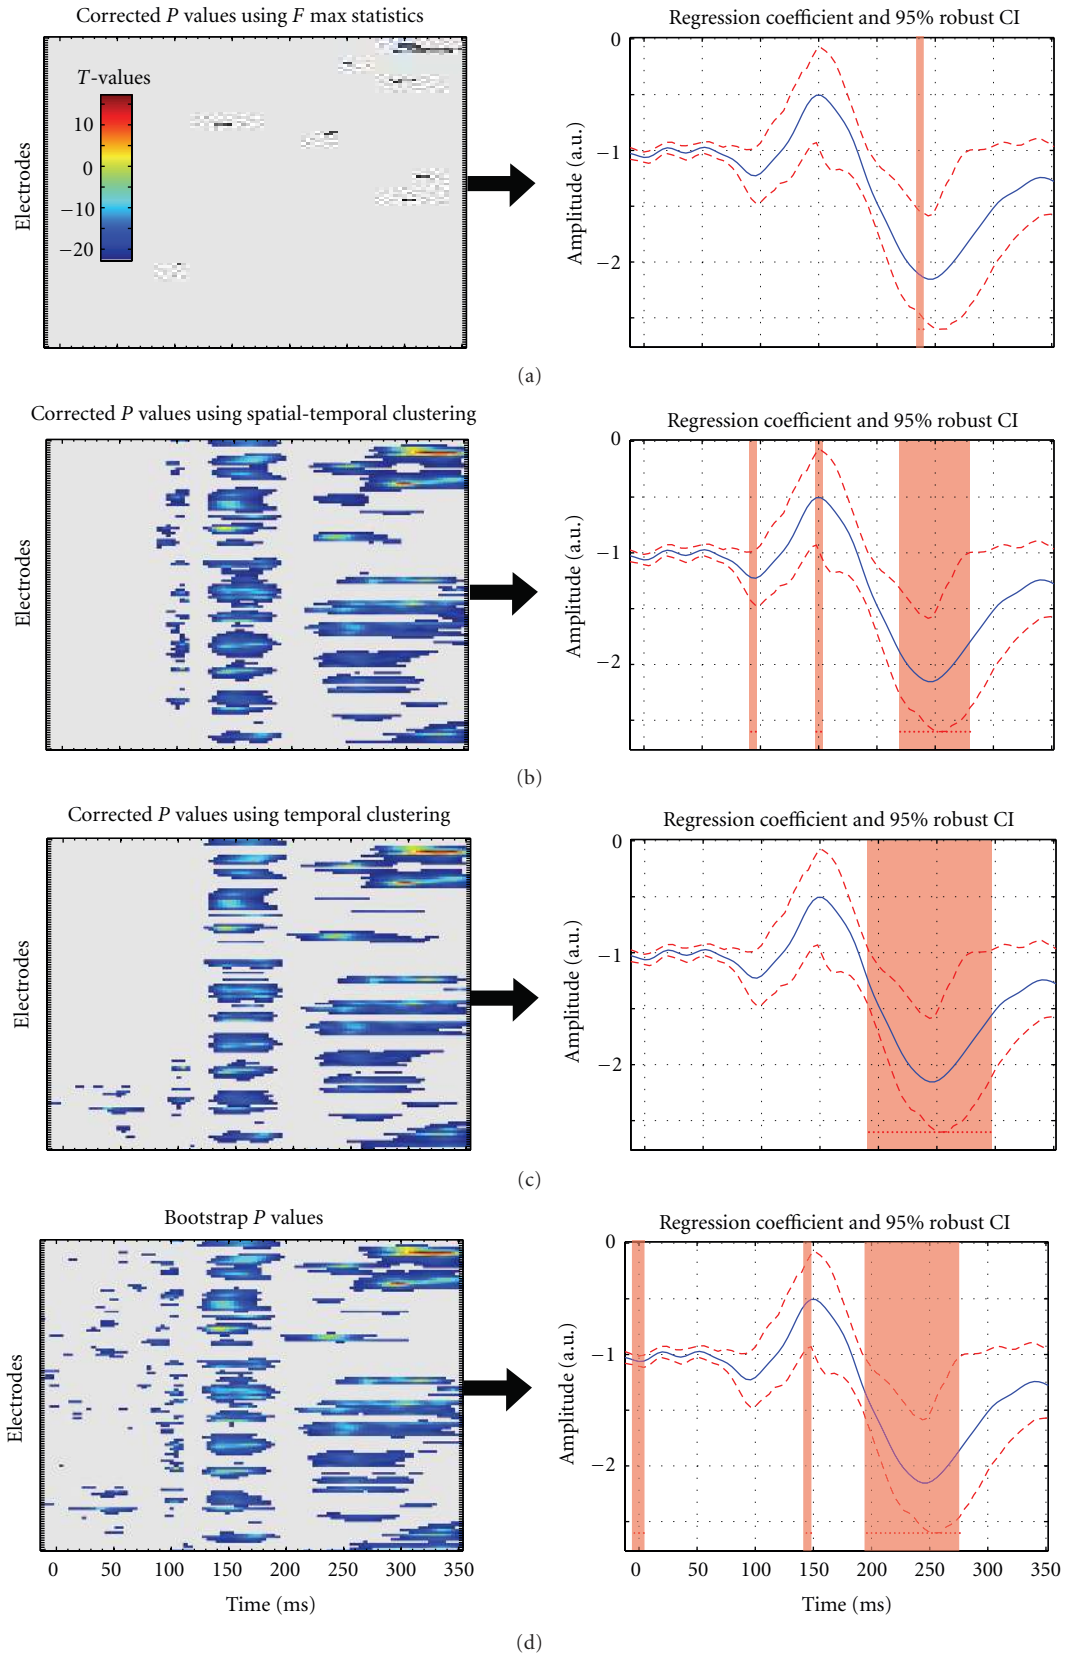 Corrected P values using F max statistics
Regression coefficient and 95% robust CI
T-values
10
0
−10
−20
Electrodes
0
−1
−2
Amplitude (a.u.)
(a)
Corrected P values using spatial-temporal clustering
Regression coefficient and 95% robust CI
Electrodes
0
−1
−2
Amplitude (a.u.)
(b)
Corrected P values using temporal clustering
Regression coefficient and 95% robust CI
Electrodes
0
−1
−2
Amplitude (a.u.)
(c)
Bootstrap P values
Regression coefficient and 95% robust CI
Electrodes
0 50 100 150 200 250 300 350
Time (ms)
0
−1
−2
Amplitude (a.u.)
0 50 100 150 200 250 300 350
Time (ms)
(d)